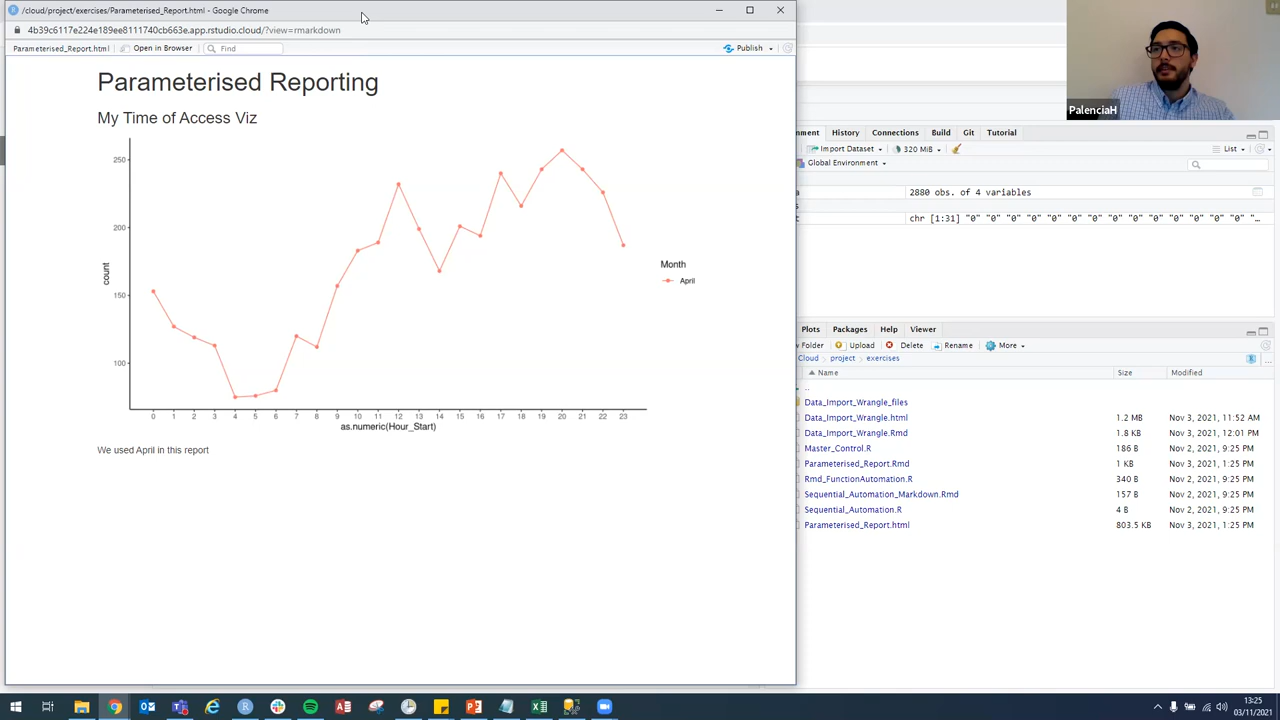 /cloud/project/exercises/Parameterised_Report.html - Google Chrome
4b39c6117e224e189ee8111740cb663e.app.rstudio.cloud/?view=rmarkdown
Parameterised_Report.html Open in Browser Find Publish
Parameterised Reporting
My Time of Access Viz
250
200
150
100
count
0 1 2 3 4 5 6 7 8 9 10 11 12 13 14 15 16 17 18 19 20 21 22 23
as.numeric(Hour_Start)
Month
April
We used April in this report
PalenciaH
nment History Connections Build Git Tutorial
Import Dataset 320 MiB List
Global Environment
a 2880 obs. of 4 variables
s
t chr [1:31] "0" "0" "0" "0" "0" "0" "0" "0" "0" "0" "0" "0" "0" "0" "…
Plots Packages Help Viewer
Folder Upload Delete Rename More
Cloud project exercises
Name Size Modified
..
Data_Import_Wrangle_files
Data_Import_Wrangle.html 1.2 MB Nov 3, 2021, 11:52 AM
Data_Import_Wrangle.Rmd 1.8 KB Nov 3, 2021, 12:01 PM
Master_Control.R 186 B Nov 2, 2021, 9:25 PM
Parameterised_Report.Rmd 1 KB Nov 3, 2021, 1:25 PM
Rmd_FunctionAutomation.R 340 B Nov 2, 2021, 9:25 PM
Sequential_Automation_Markdown.Rmd 157 B Nov 2, 2021, 9:25 PM
Sequential_Automation.R 4 B Nov 2, 2021, 9:25 PM
Parameterised_Report.html 803.5 KB Nov 3, 2021, 1:25 PM
13:25
03/11/2021